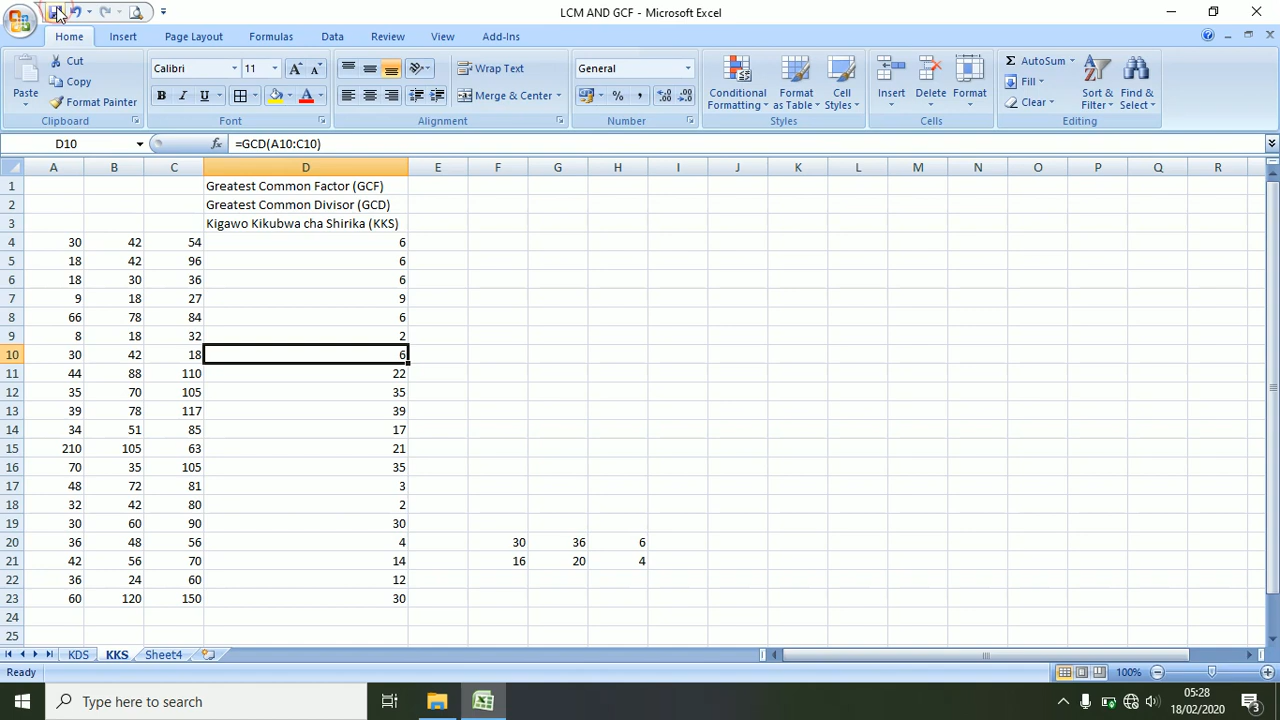 LCM AND GCF - Microsoft Excel
Home Insert Page Layout Formulas Data Review View Add-Ins
Paste Cut Copy Format Painter Clipboard
Calibri 11 B I U A A Font
Wrap Text Merge & Center Alignment
General % , Number
Conditional Formatting Format as Table Cell Styles Styles
Insert Delete Format Cells
Σ AutoSum Fill Clear Sort & Filter Find & Select Editing
D10 fx =GCD(A10:C10)
A B C D E F G H I J K L M N O P Q R
1 Greatest Common Factor (GCF)
2 Greatest Common Divisor (GCD)
3 Kigawo Kikubwa cha Shirika (KKS)
4 30 42 54 6
5 18 42 96 6
6 18 30 36 6
7 9 18 27 9
8 66 78 84 6
9 8 18 32 2
10 30 42 18 6
11 44 88 110 22
12 35 70 105 35
13 39 78 117 39
14 34 51 85 17
15 210 105 63 21
16 70 35 105 35
17 48 72 81 3
18 32 42 80 2
19 30 60 90 30
20 36 48 56 4 30 36 6
21 42 56 70 14 16 20 4
22 36 24 60 12
23 60 120 150 30
24
25
KDS KKS Sheet4
Ready 100%
Type here to search
05:28
18/02/2020
3